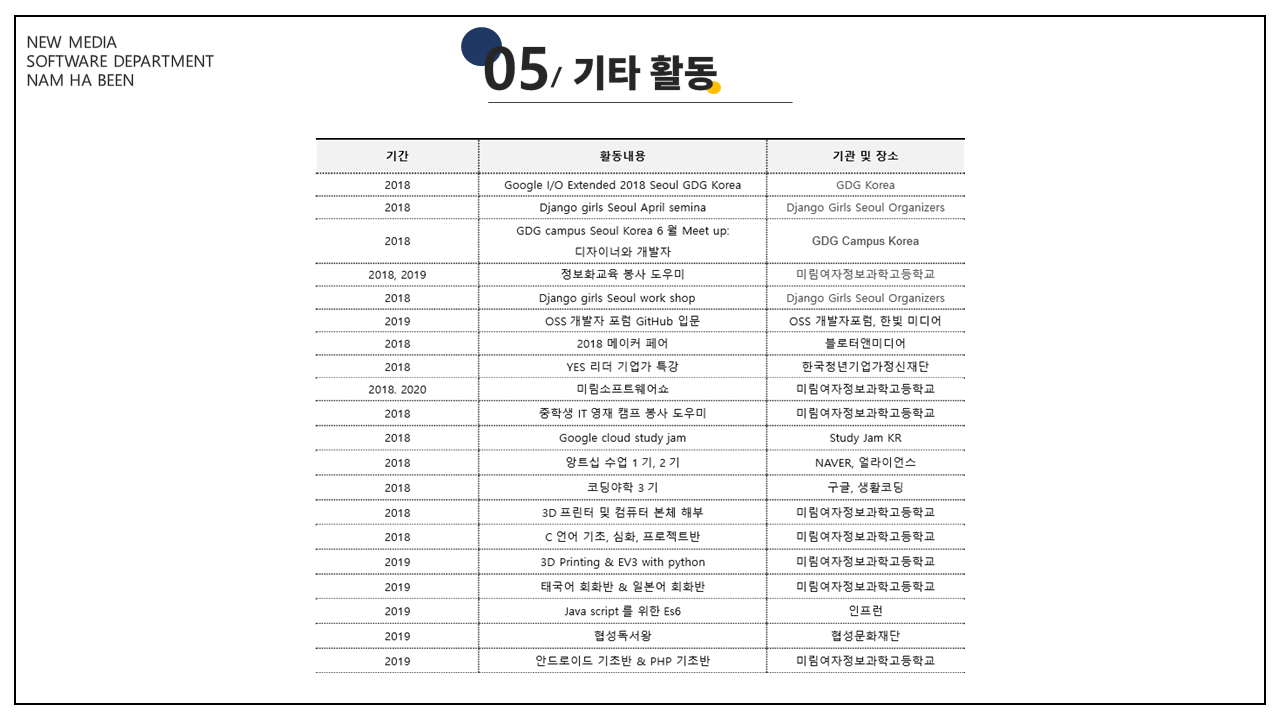 NEW MEDIA
SOFTWARE DEPARTMENT
NAM HA BEEN
05/ 기타 활동
기간 활동내용 기관 및 장소
2018 Google I/O Extended 2018 Seoul GDG Korea GDG Korea
2018 Django girls Seoul April semina Django Girls Seoul Organizers
2018 GDG campus Seoul Korea 6 월 Meet up: GDG Campus Korea
디자이너와 개발자
2018, 2019 정보화교육 봉사 도우미 미림여자정보과학고등학교
2018 Django girls Seoul work shop Django Girls Seoul Organizers
2019 OSS 개발자 포럼 GitHub 입문 OSS 개발자포럼, 한빛 미디어
2018 2018 메이커 페어 블로터앤미디어
2018 YES 리더 기업가 특강 한국청년기업가정신재단
2018. 2020 미림소프트웨어쇼 미림여자정보과학고등학교
2018 중학생 IT 영재 캠프 봉사 도우미 미림여자정보과학고등학교
2018 Google cloud study jam Study Jam KR
2018 앙트십 수업 1 기, 2 기 NAVER, 얼라이언스
2018 코딩야학 3 기 구글, 생활코딩
2018 3D 프린터 및 컴퓨터 본체 해부 미림여자정보과학고등학교
2018 C 언어 기초, 심화, 프로젝트반 미림여자정보과학고등학교
2019 3D Printing & EV3 with python 미림여자정보과학고등학교
2019 태국어 회화반 & 일본어 회화반 미림여자정보과학고등학교
2019 Java script 를 위한 Es6 인프런
2019 협성독서왕 협성문화재단
2019 안드로이드 기초반 & PHP 기초반 미림여자정보과학고등학교